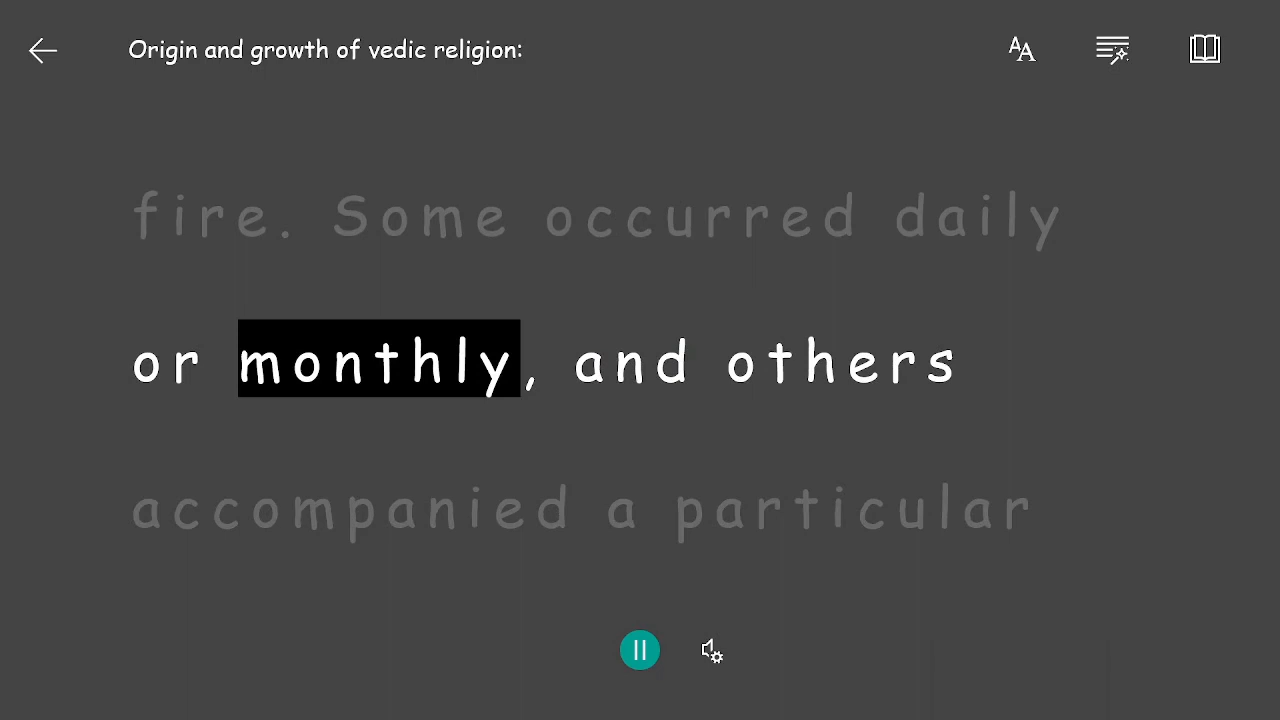 Origin and growth of vedic religion:
fire. Some occurred daily
or monthly, and others
accompanied a particular